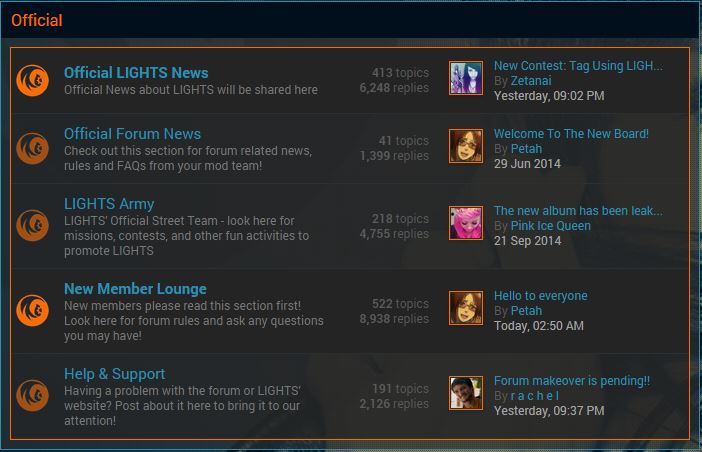 Official
Official LIGHTS News
Official News about LIGHTS will be shared here
413 topics
6,248 replies
New Contest: Tag Using LIGH...
By Zetanai
Yesterday, 09:02 PM
Official Forum News
Check out this section for forum related news,
rules and FAQs from your mod team!
41 topics
1,399 replies
Welcome To The New Board!
By Petah
29 Jun 2014
LIGHTS Army
LIGHTS' Official Street Team - look here for
missions, contests, and other fun activities to
promote LIGHTS
218 topics
4,755 replies
The new album has been leak...
By Pink Ice Queen
21 Sep 2014
New Member Lounge
New members please read this section first!
Look here for forum rules and ask any questions
you may have!
522 topics
8,938 replies
Hello to everyone
By Petah
Today, 02:50 AM
Help & Support
Having a problem with the forum or LIGHTS'
website? Post about it here to bring it to our
attention!
191 topics
2,126 replies
Forum makeover is pending!!
By r a c h e l
Yesterday, 09:37 PM